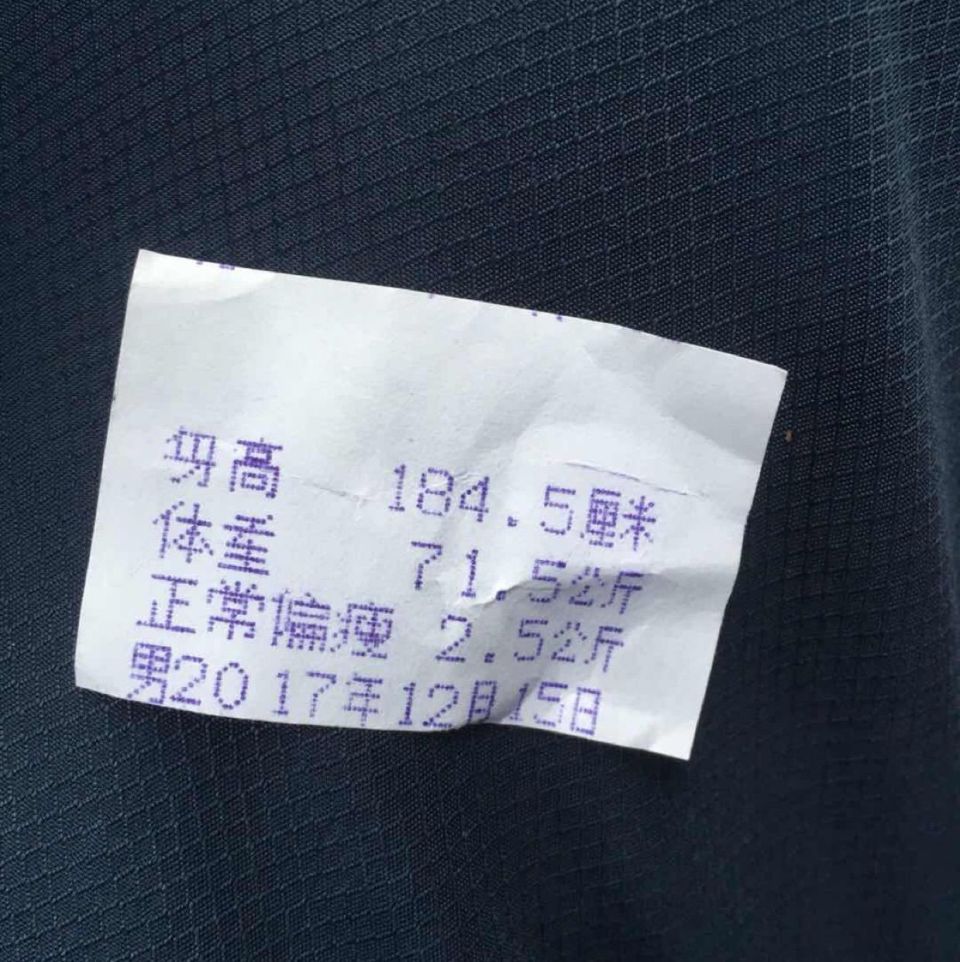 身高 184.5厘米
体重 71.5公斤
正常偏瘦 2.5公斤
男2017年12月15日